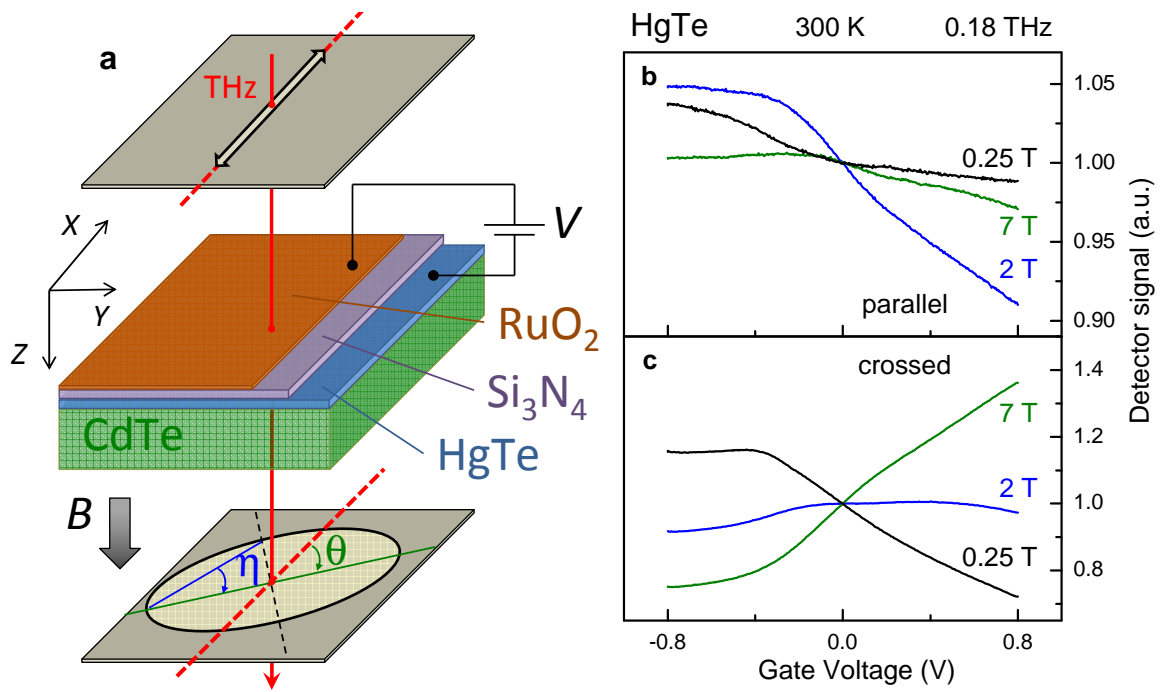 a
THz
X
Y
Z
V
RuO2
Si3N4
HgTe
CdTe
B
η
θ
HgTe 300 K 0.18 THz
b
1.05
1.00
0.95
0.90
0.25 T
7 T
2 T
parallel
c
crossed
1.4
1.2
1.0
0.8
7 T
2 T
0.25 T
Detector signal (a.u.)
-0.8 0.0 0.8
Gate Voltage (V)